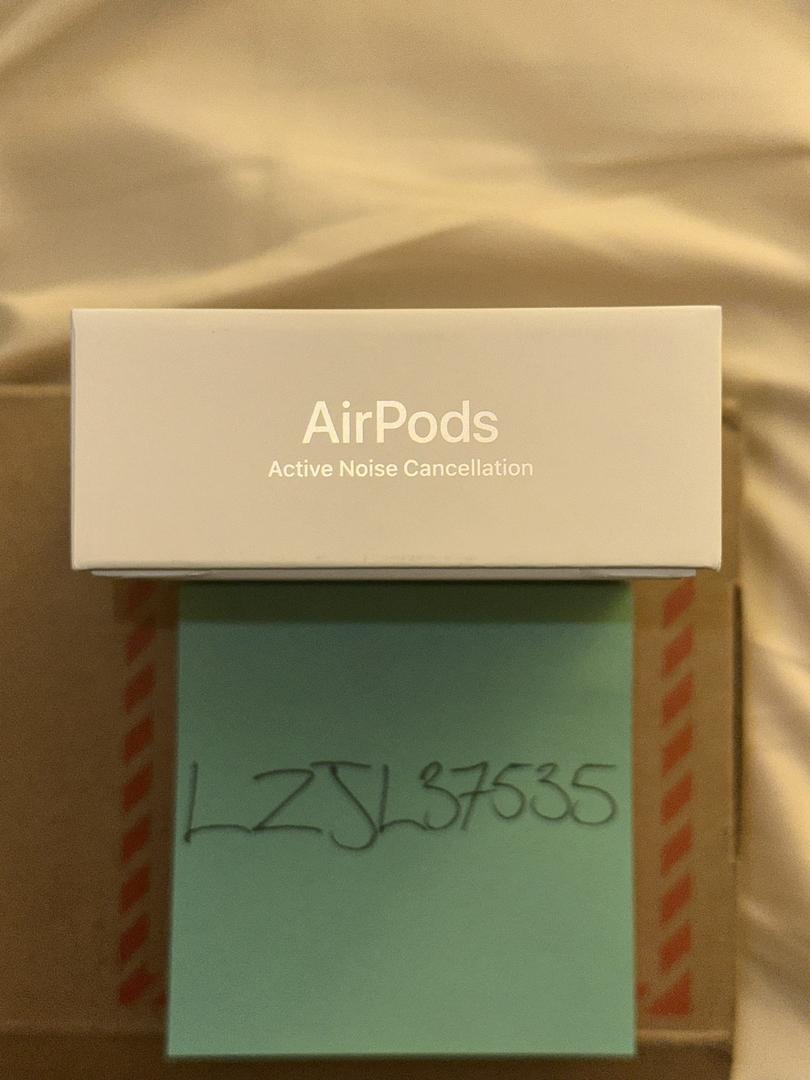 AirPods
Active Noise Cancellation
LZJL37535